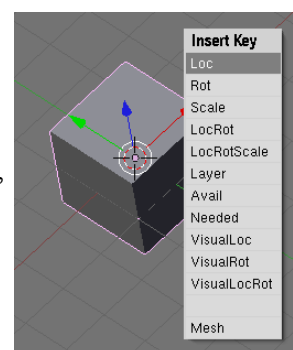 Insert Key
Loc
Rot
Scale
LocRot
LocRotScale
Layer
Avail
Needed
VisualLoc
VisualRot
VisualLocRot
Mesh